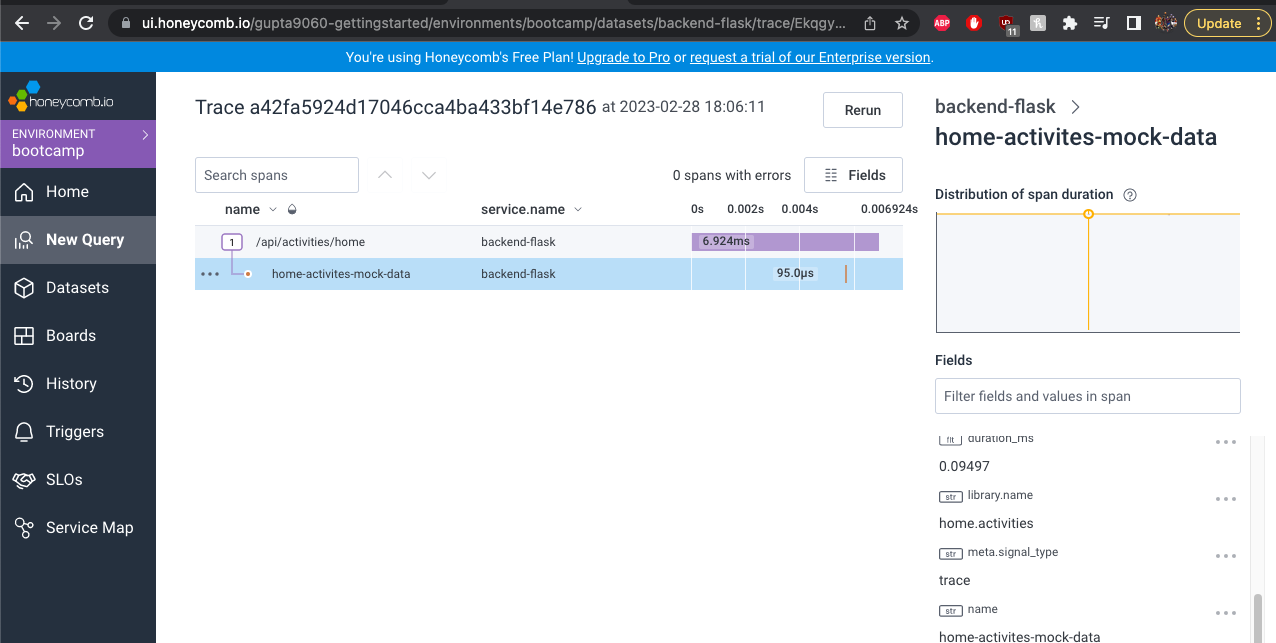 ui.honeycomb.io/gupta9060-gettingstarted/environments/bootcamp/datasets/backend-flask/trace/Ekqgy...
ABP
11
Update
You're using Honeycomb's Free Plan! Upgrade to Pro or request a trial of our Enterprise version.
honeycomb.io
ENVIRONMENT
bootcamp
Home
New Query
Datasets
Boards
History
Triggers
SLOs
Service Map
Trace a42fa5924d17046cca4ba433bf14e786 at 2023-02-28 18:06:11
Rerun
Search spans
0 spans with errors
Fields
name service.name 0s 0.002s 0.004s 0.006924s
1 /api/activities/home backend-flask 6.924ms
home-activites-mock-data backend-flask 95.0µs
backend-flask
home-activites-mock-data
Distribution of span duration ?
Fields
Filter fields and values in span
flt duration_ms
0.09497
str library.name
home.activities
str meta.signal_type
trace
str name
home-activites-mock-data